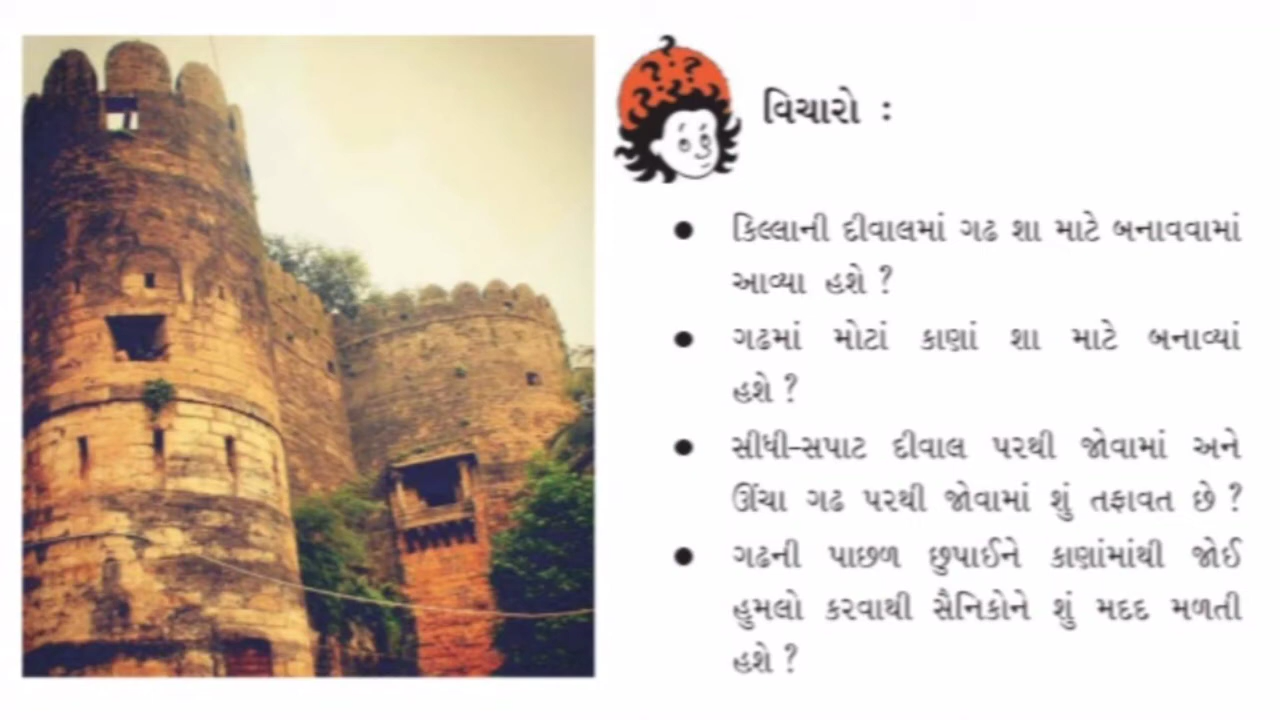 વિચારો :
● કિલ્લાની દીવાલમાં ગઢ શા માટે બનાવવામાં
આવ્યા હશે ?
● ગઢમાં મોટાં કાણાં શા માટે બનાવ્યાં
હશે ?
● સીધી-સપાટ દીવાલ પરથી જોવામાં અને
ઊંચા ગઢ પરથી જોવામાં શું તફાવત છે ?
● ગઢની પાછળ છુપાઈને કાણાંમાંથી જોઈ
હુમલો કરવાથી સૈનિકોને શું મદદ મળતી
હશે ?